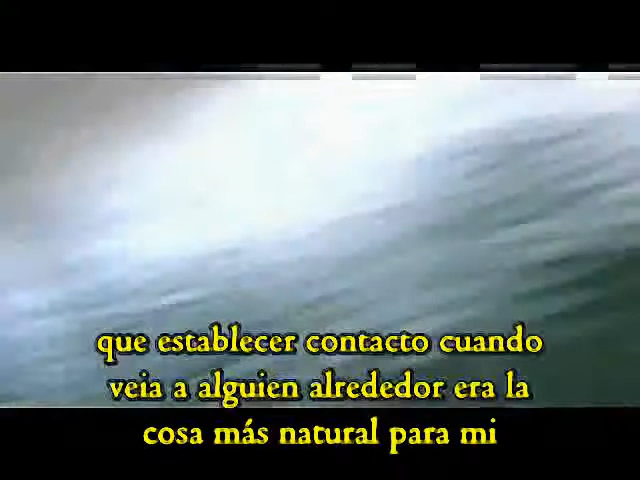 que establecer contacto cuando
veia a alguien alrededor era la
cosa más natural para mi